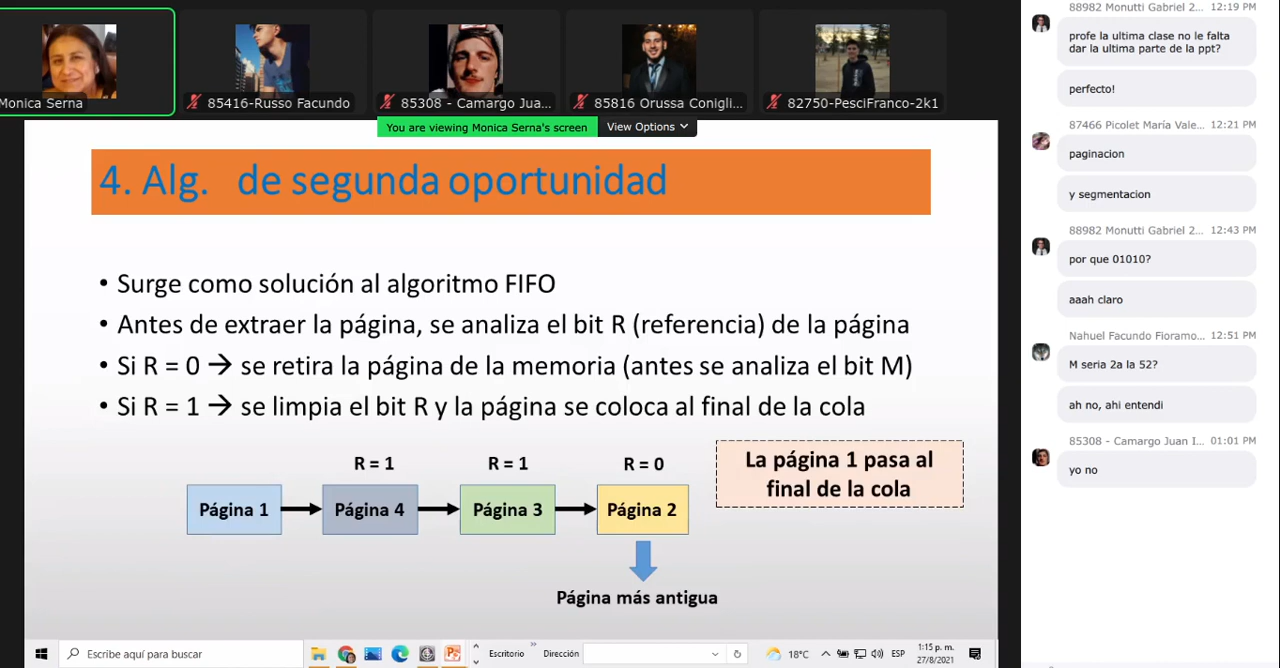 Monica Serna
85416-Russo Facundo
85308 - Camargo Jua...
85816 Orussa Conigli...
82750-PesciFranco-2k1
You are viewing Monica Serna's screen
View Options
4. Alg. de segunda oportunidad
• Surge como solución al algoritmo FIFO
• Antes de extraer la página, se analiza el bit R (referencia) de la página
• Si R = 0 → se retira la página de la memoria (antes se analiza el bit M)
• Si R = 1 → se limpia el bit R y la página se coloca al final de la cola
R = 1
R = 1
R = 0
La página 1 pasa al
final de la cola
Página 1
Página 4
Página 3
Página 2
Página más antigua
Escribe aquí para buscar
Escritorio
»
Dirección
18°C
ESP
1:15 p. m.
27/8/2021
88982 Monutti Gabriel 2... 12:19 PM
profe la ultima clase no le falta
dar la ultima parte de la ppt?
perfecto!
87466 Picolet María Vale... 12:21 PM
paginacion
y segmentacion
88982 Monutti Gabriel 2... 12:43 PM
por que 01010?
aaah claro
Nahuel Facundo Fioramo... 12:51 PM
M seria 2a la 52?
ah no, ahi entendi
85308 - Camargo Juan I... 01:01 PM
yo no